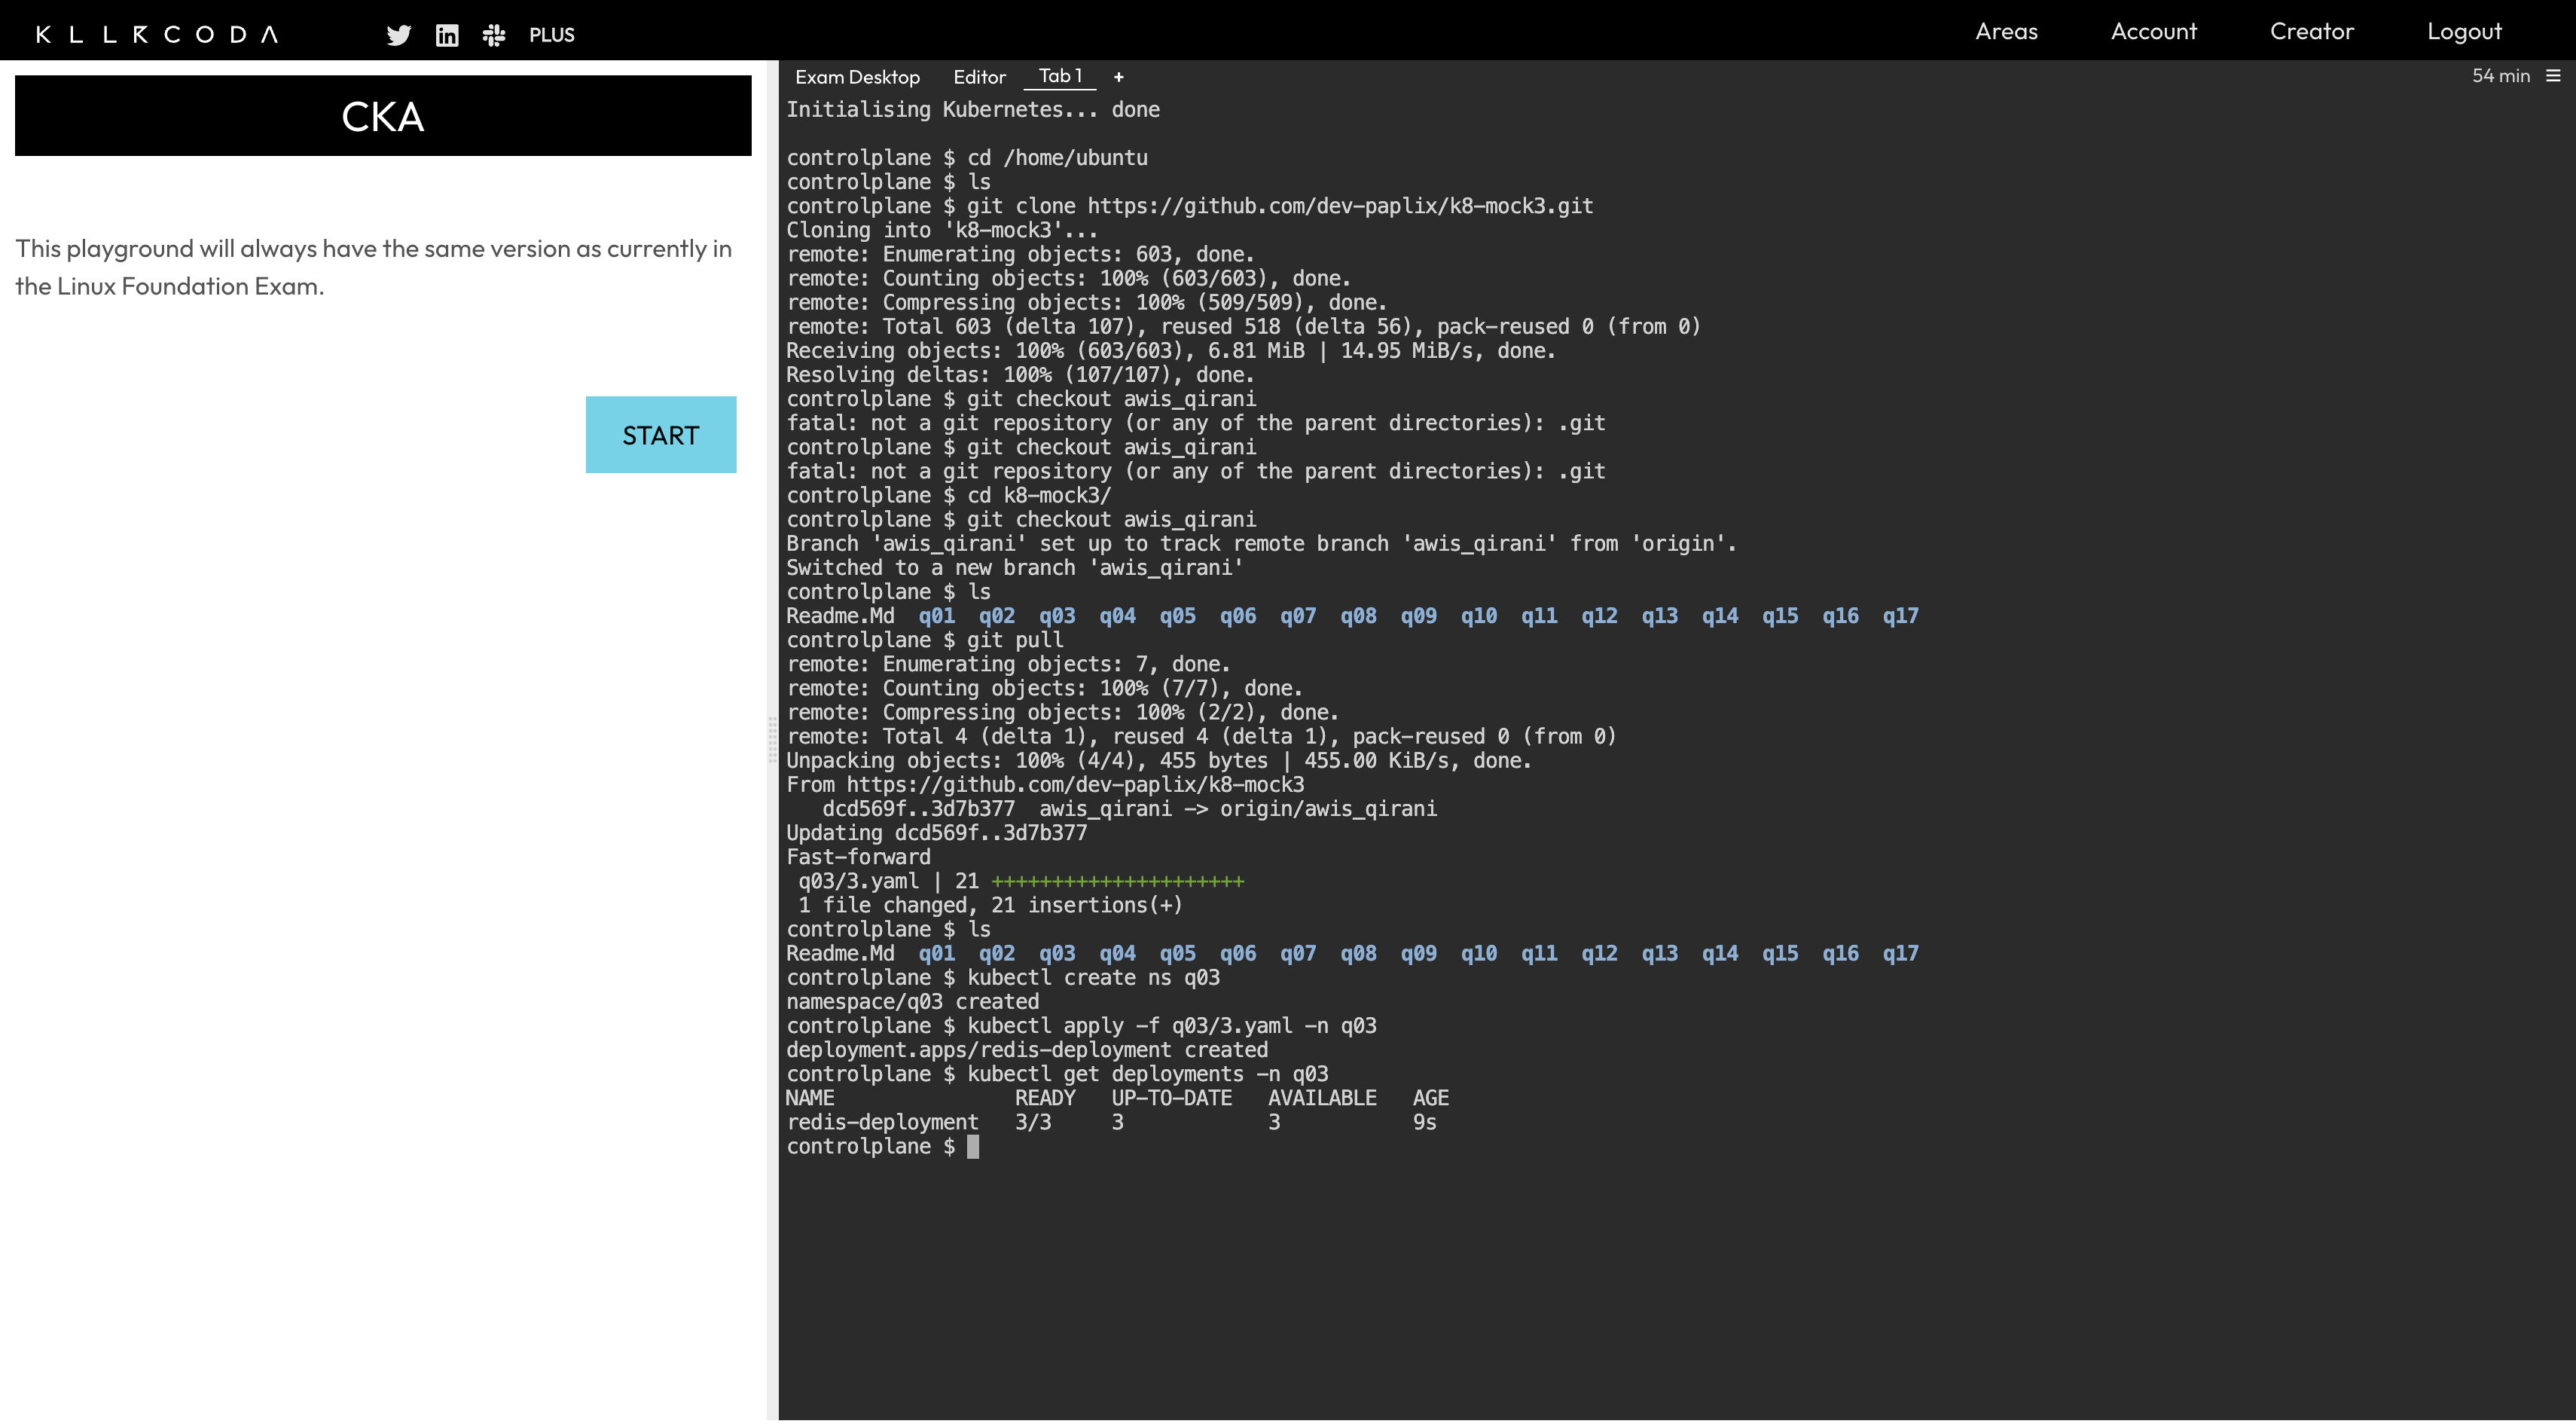 KLLRCODA PLUS Areas Account Creator Logout
CKA
This playground will always have the same version as currently in
the Linux Foundation Exam.
START
Exam Desktop Editor Tab 1 + 54 min
Initialising Kubernetes... done
controlplane $ cd /home/ubuntu
controlplane $ ls
controlplane $ git clone https://github.com/dev-paplix/k8-mock3.git
Cloning into 'k8-mock3'...
remote: Enumerating objects: 603, done.
remote: Counting objects: 100% (603/603), done.
remote: Compressing objects: 100% (509/509), done.
remote: Total 603 (delta 107), reused 518 (delta 56), pack-reused 0 (from 0)
Receiving objects: 100% (603/603), 6.81 MiB | 14.95 MiB/s, done.
Resolving deltas: 100% (107/107), done.
controlplane $ git checkout awis_qirani
fatal: not a git repository (or any of the parent directories): .git
controlplane $ git checkout awis_qirani
fatal: not a git repository (or any of the parent directories): .git
controlplane $ cd k8-mock3/
controlplane $ git checkout awis_qirani
Branch 'awis_qirani' set up to track remote branch 'awis_qirani' from 'origin'.
Switched to a new branch 'awis_qirani'
controlplane $ ls
Readme.Md q01 q02 q03 q04 q05 q06 q07 q08 q09 q10 q11 q12 q13 q14 q15 q16 q17
controlplane $ git pull
remote: Enumerating objects: 7, done.
remote: Counting objects: 100% (7/7), done.
remote: Compressing objects: 100% (2/2), done.
remote: Total 4 (delta 1), reused 4 (delta 1), pack-reused 0 (from 0)
Unpacking objects: 100% (4/4), 455 bytes | 455.00 KiB/s, done.
From https://github.com/dev-paplix/k8-mock3
dcd569f..3d7b377 awis_qirani -> origin/awis_qirani
Updating dcd569f..3d7b377
Fast-forward
q03/3.yaml | 21 +++++++++++++++++++++
1 file changed, 21 insertions(+)
controlplane $ ls
Readme.Md q01 q02 q03 q04 q05 q06 q07 q08 q09 q10 q11 q12 q13 q14 q15 q16 q17
controlplane $ kubectl create ns q03
namespace/q03 created
controlplane $ kubectl apply -f q03/3.yaml -n q03
deployment.apps/redis-deployment created
controlplane $ kubectl get deployments -n q03
NAME READY UP-TO-DATE AVAILABLE AGE
redis-deployment 3/3 3 3 9s
controlplane $